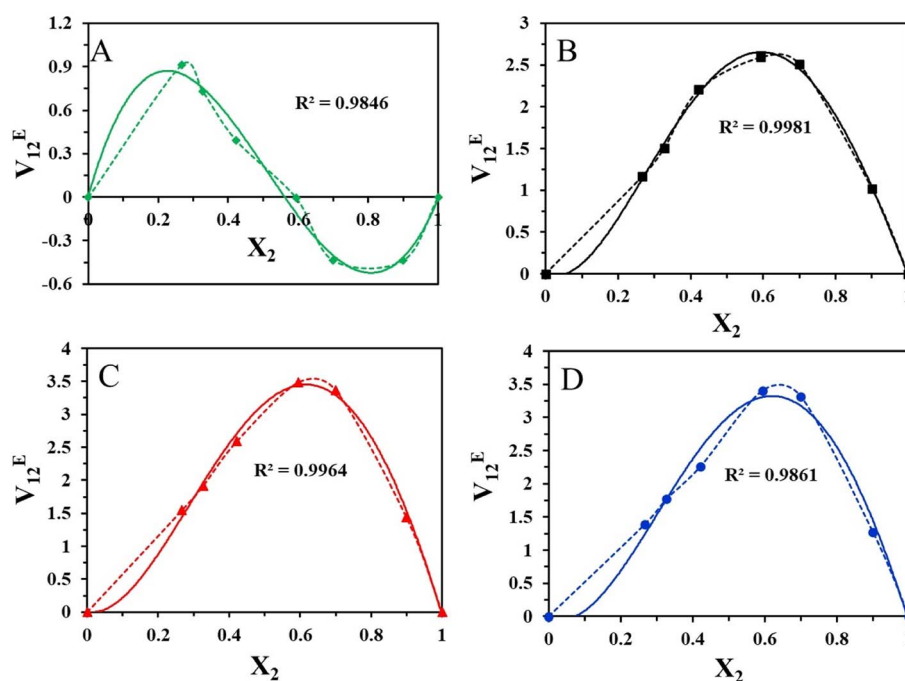 A
V₁₂ᴱ
1.2
0.9
0.6
0.3
0
-0.3
-0.6
R² = 0.9846
0 0.2 0.4 0.6 0.8 1
X₂
B
V₁₂ᴱ
3
2.5
2
1.5
1
0.5
0
R² = 0.9981
0 0.2 0.4 0.6 0.8
X₂
C
V₁₂ᴱ
4
3.5
3
2.5
2
1.5
1
0.5
0
R² = 0.9964
0 0.2 0.4 0.6 0.8 1
X₂
D
V₁₂ᴱ
4
3.5
3
2.5
2
1.5
1
0.5
0
R² = 0.9861
0 0.2 0.4 0.6 0.8
X₂